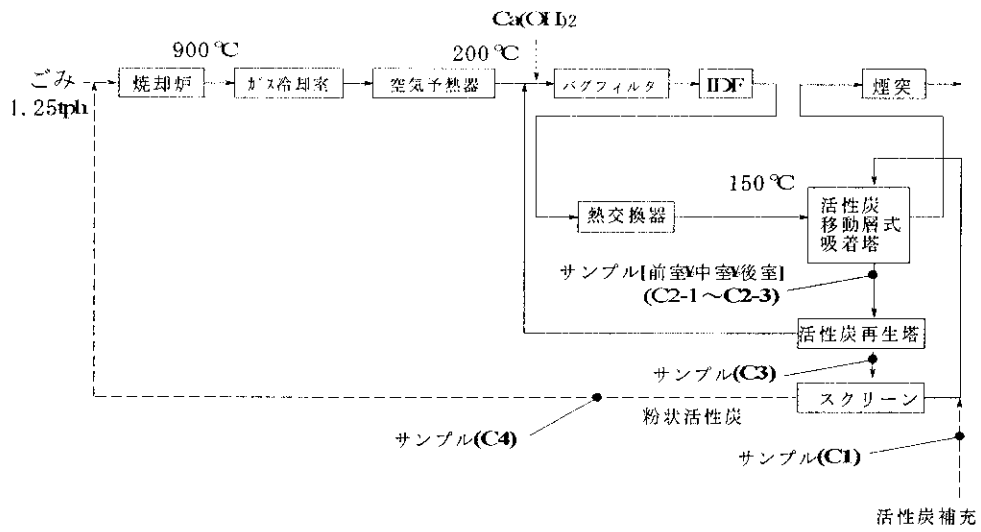 Ca(OH)2
900℃
200℃
ごみ
1.25tph
焼却炉
ガス冷却室
空気予熱器
バグフィルタ
IDF
煙突
150℃
熱交換器
活性炭
移動層式
吸着塔
サンプル[前室¥中室¥後室]
(C2-1～C2-3)
活性炭再生塔
サンプル(C3)
スクリーン
粉状活性炭
サンプル(C4)
サンプル(C1)
活性炭補充